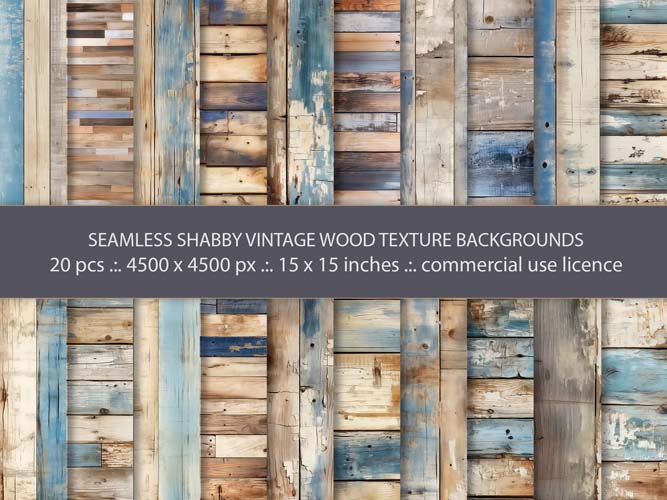 SEAMLESS SHABBY VINTAGE WOOD TEXTURE BACKGROUNDS
20 pcs .:. 4500 x 4500 px .:. 15 x 15 inches .:. commercial use licence